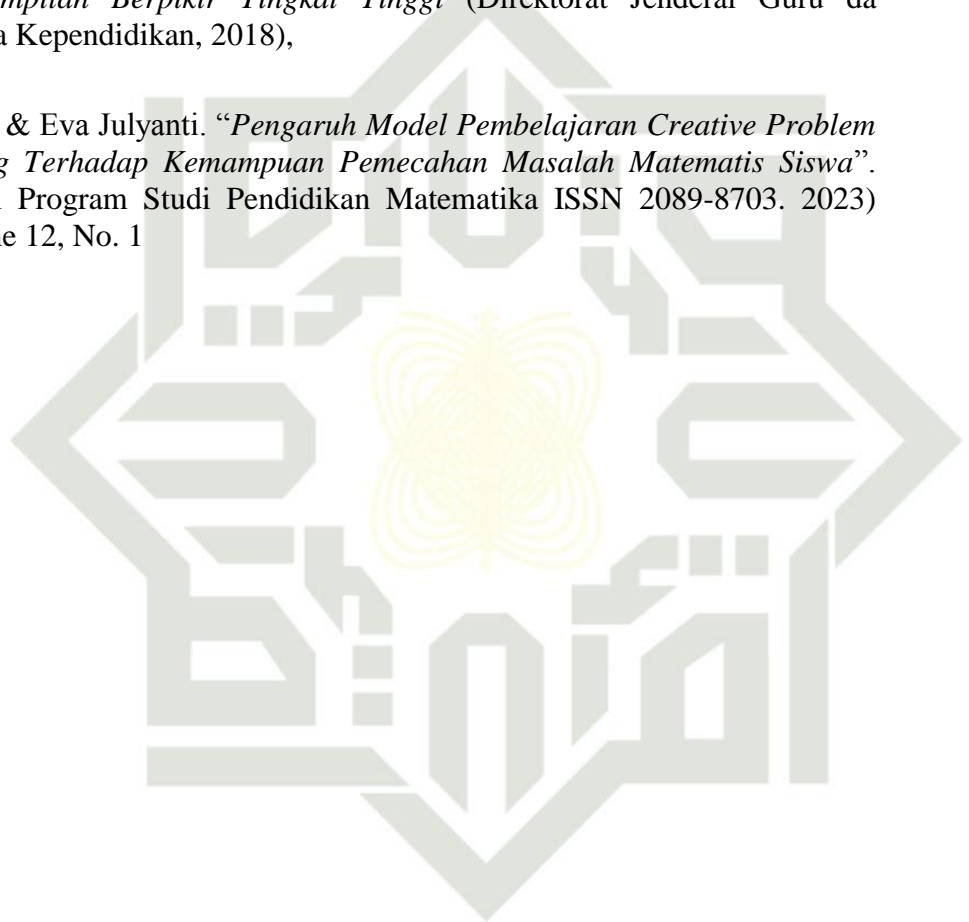 mpilan Berpikir Tingkat Tinggi (Direktorat Jenderal Guru da
a Kependidikan, 2018),
& Eva Julyanti. “Pengaruh Model Pembelajaran Creative Problem
g Terhadap Kemampuan Pemecahan Masalah Matematis Siswa”.
Program Studi Pendidikan Matematika ISSN 2089-8703. 2023)
ne 12, No. 1